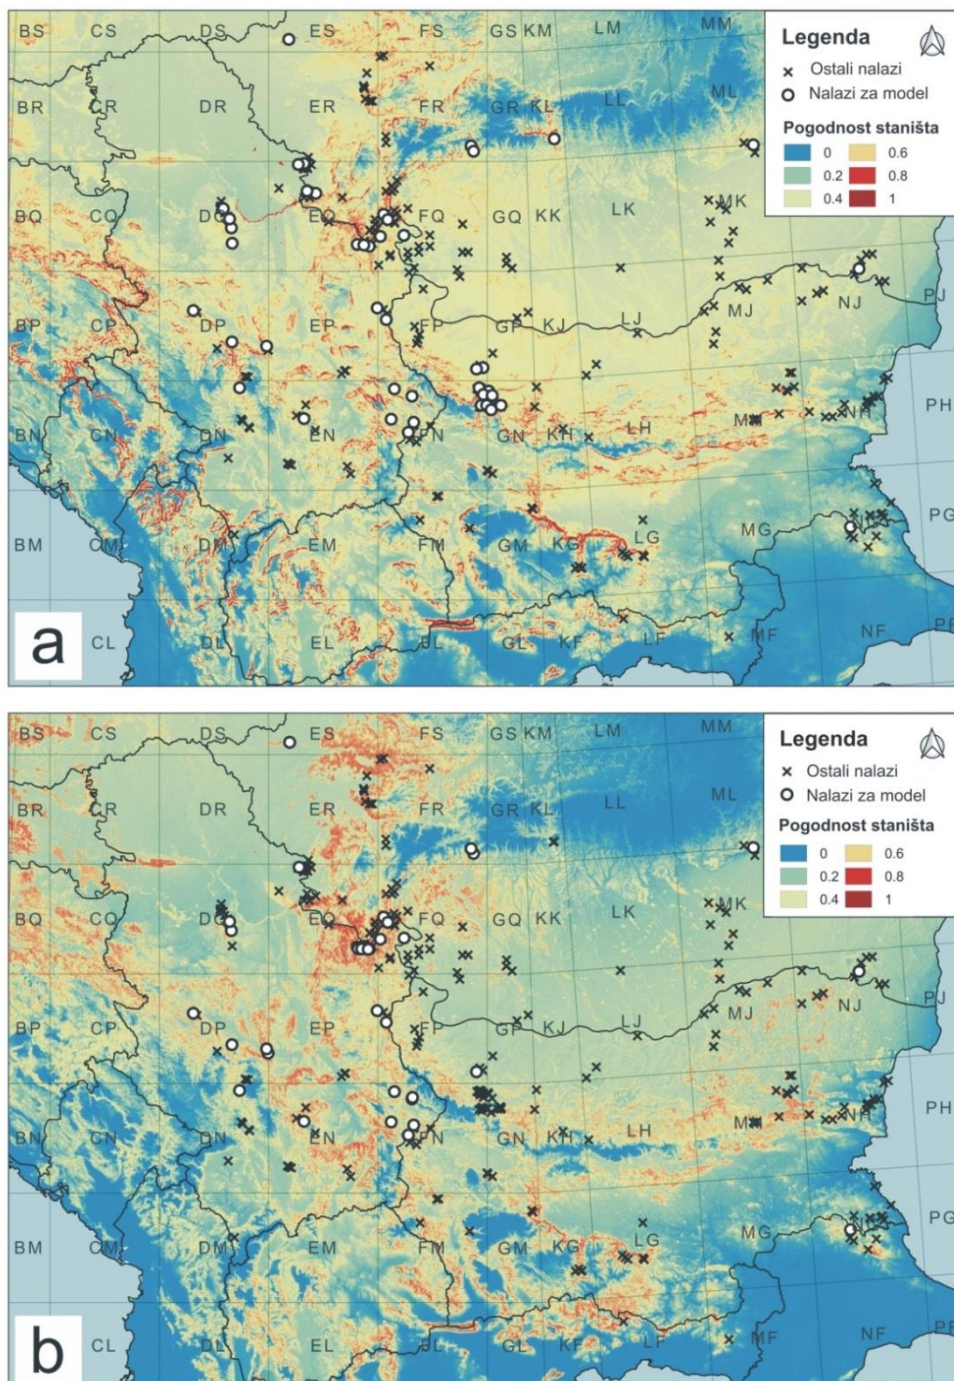 BS CS DS ES FS GS KM LM MM
Legenda
Ostali nalazi
Nalazi za model
Pogodnost staništa
0 0.6
0.2 0.8
0.4 1
BR CR DR ER FR GR KL LL ML
BQ CQ DQ EQ FQ GQ KK LK MK
BP CP DP EP FP GP KJ LJ MJ NJ PJ
BN CN DN EN FN GN KH LH MH NH PH
BM CM DM EM FM GM KG LG MG PG
a
CL DL EL FL GL KF LF MF NF PF
BS CS DS ES FS GS KM LM MM
Legenda
Ostali nalazi
Nalazi za model
Pogodnost staništa
0 0.6
0.2 0.8
0.4 1
BR CR DR ER FR GR KL LL ML
BQ CQ DQ EQ FQ GQ KK LK MK
BP CP DP EP FP GP KJ LJ MJ NJ PJ
BN CN DN EN FN GN KH LH MH NH PH
BM CM DM EM FM GM KG LG MG PG
b
CL DL EL FL GL KF LF MF NF PF